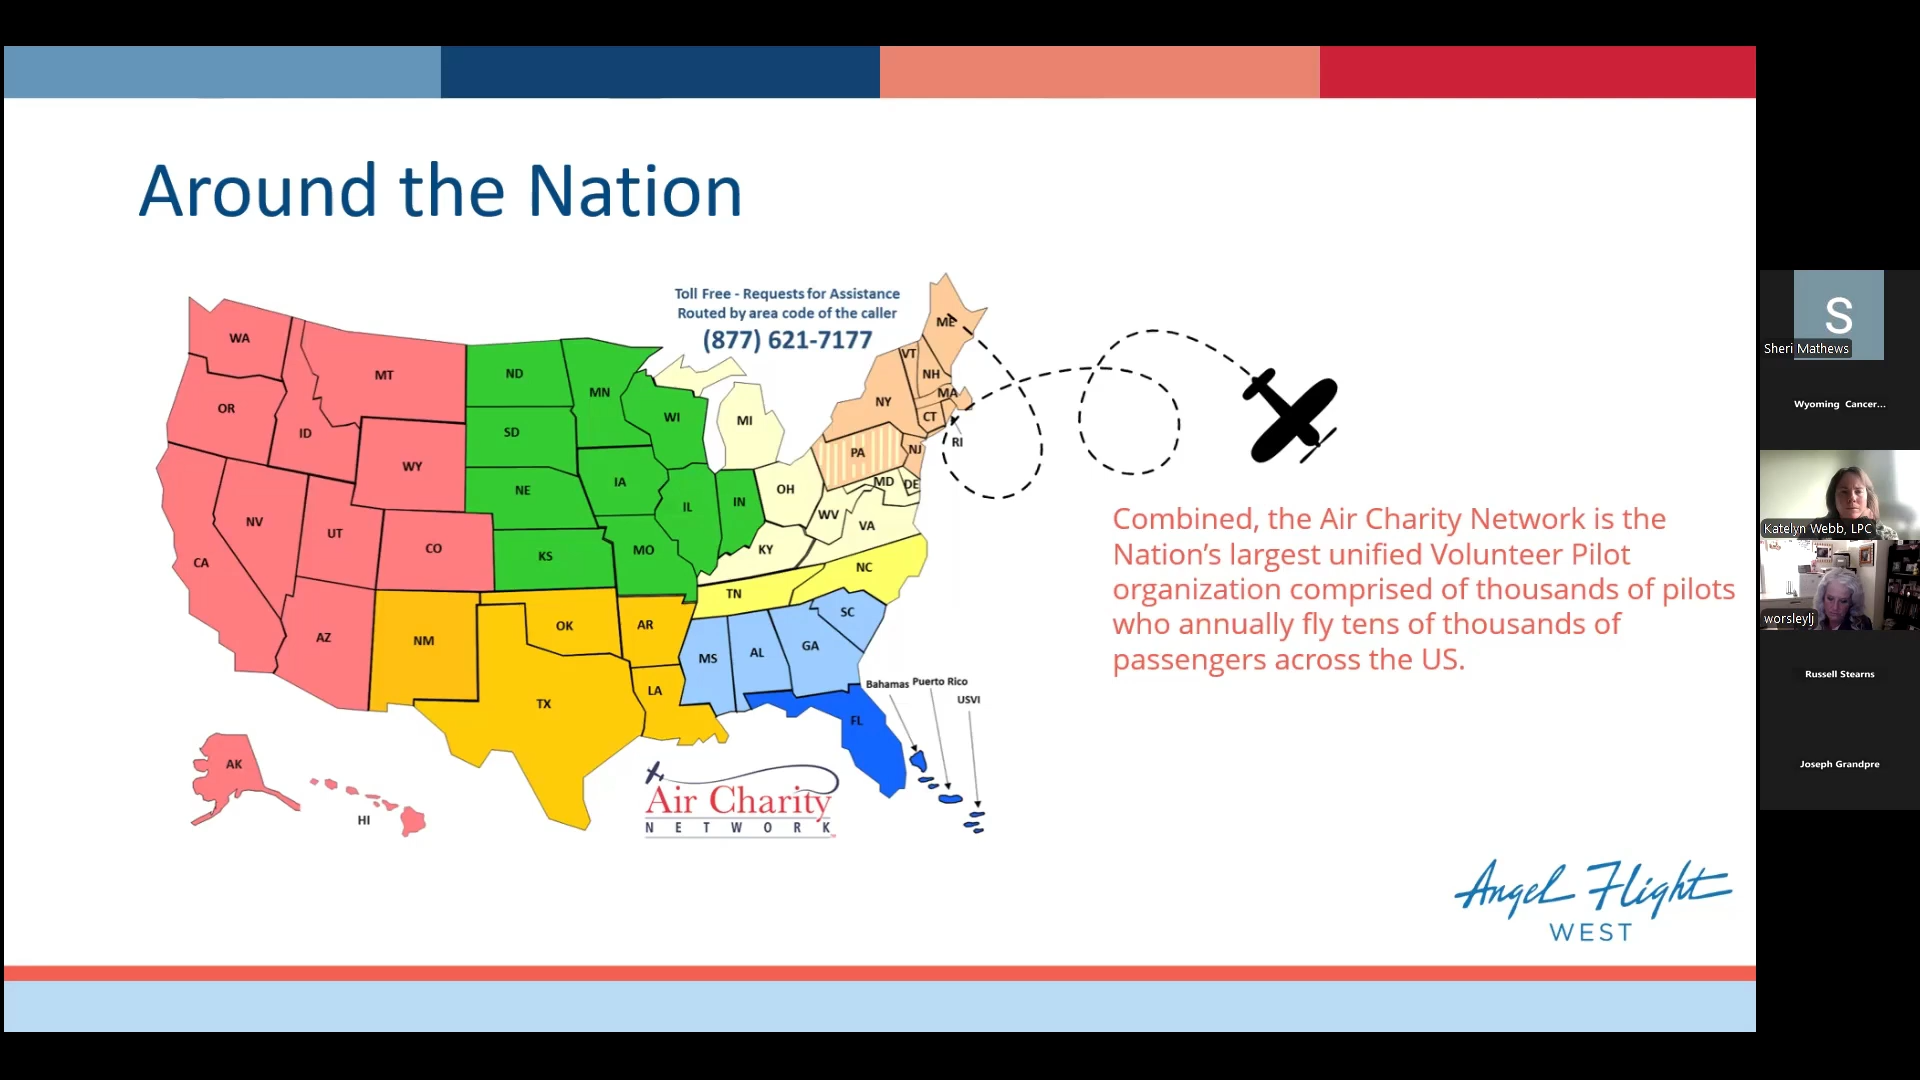 Around the Nation
Toll Free - Requests for Assistance
Routed by area code of the caller
(877) 621-7177
WA
MT
ND
MN
ME
VT
NH
MA
OR
ID
SD
WI
MI
NY
CT
RI
WY
NE
IA
IL
IN
OH
PA
NJ
MD
DE
NV
UT
CO
KS
MO
KY
WV
VA
CA
AZ
NM
OK
AR
TN
NC
SC
TX
LA
MS
AL
GA
FL
Bahamas
Puerto Rico
USVI
AK
HI
Air Charity
NETWORK
Combined, the Air Charity Network is the
Nation’s largest unified Volunteer Pilot
organization comprised of thousands of pilots
who annually fly tens of thousands of
passengers across the US.
Angel Flight
WEST
S
Sheri Mathews
Wyoming Cancer...
Katelyn Webb, LPC
worsleylj
Russell Stearns
Joseph Grandpre